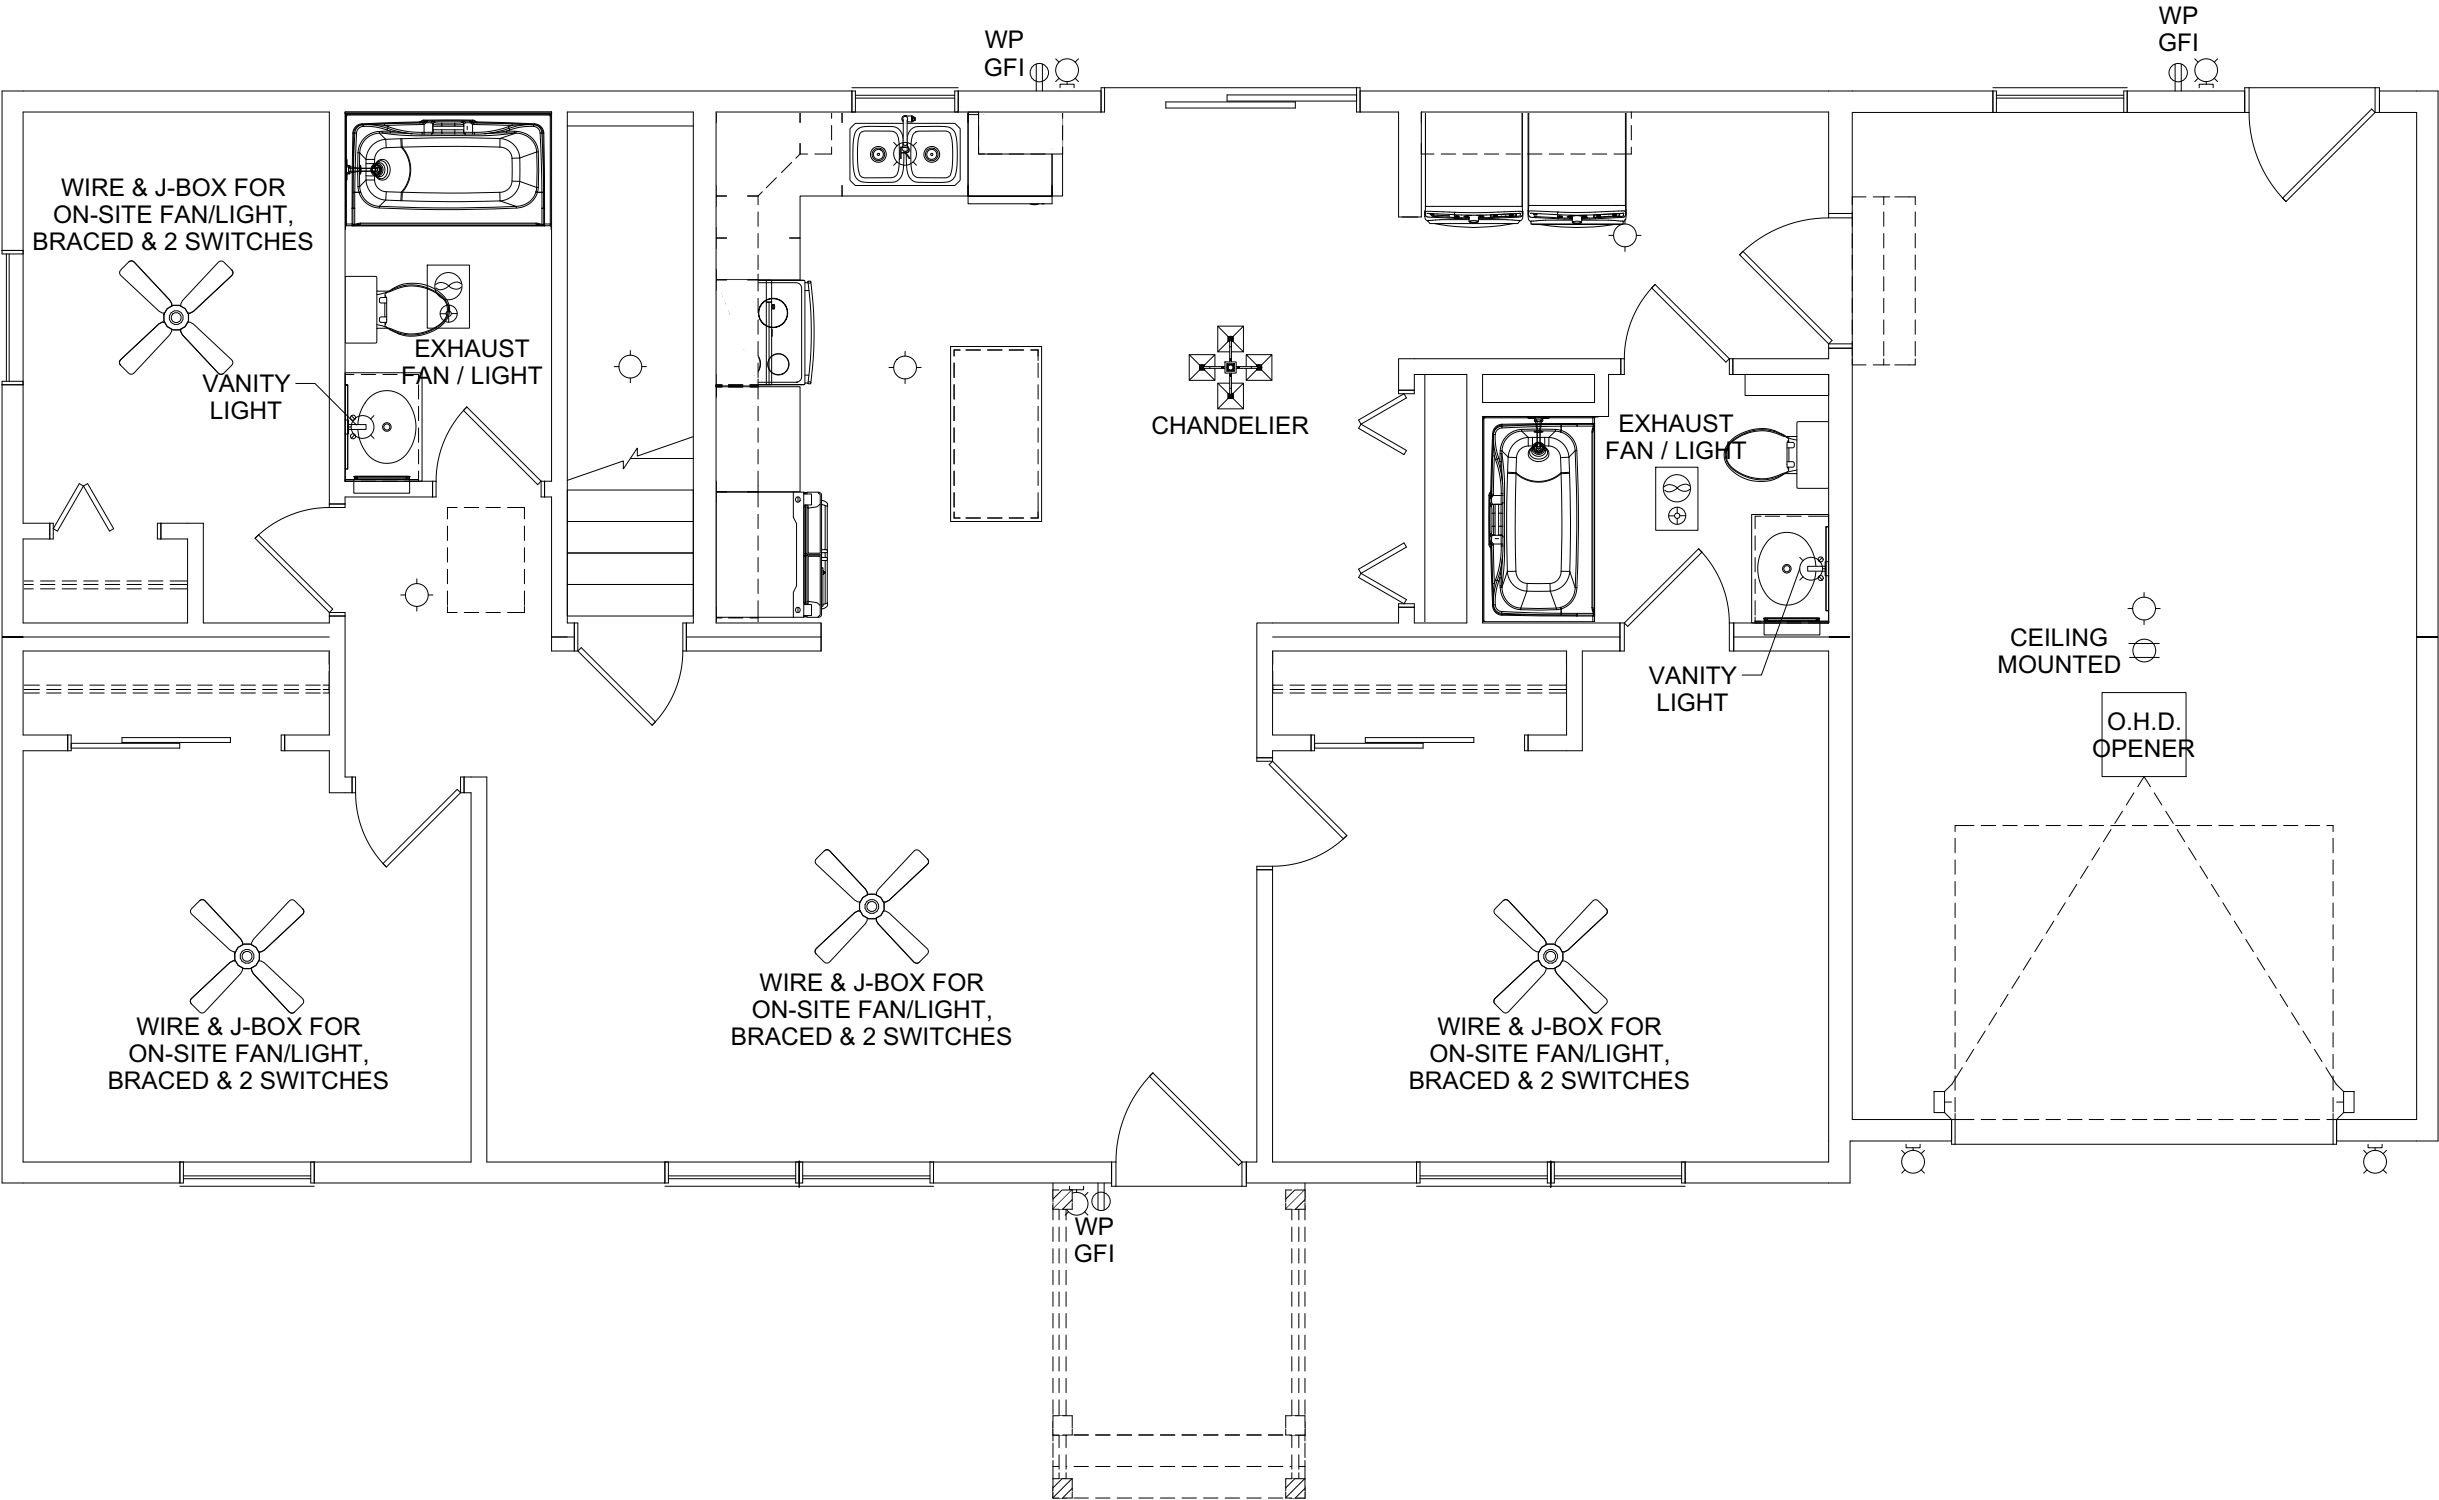 WP
GFI
WP
GFI
WIRE & J-BOX FOR
ON-SITE FAN/LIGHT,
BRACED & 2 SWITCHES
EXHAUST
FAN / LIGHT
VANITY
LIGHT
CHANDELIER
EXHAUST
FAN / LIGHT
R
CEILING
MOUNTED
VANITY
LIGHT
O.H.D.
OPENER
WIRE & J-BOX FOR
ON-SITE FAN/LIGHT,
BRACED & 2 SWITCHES
WIRE & J-BOX FOR
ON-SITE FAN/LIGHT,
BRACED & 2 SWITCHES
WIRE & J-BOX FOR
ON-SITE FAN/LIGHT,
BRACED & 2 SWITCHES
WP
GFI